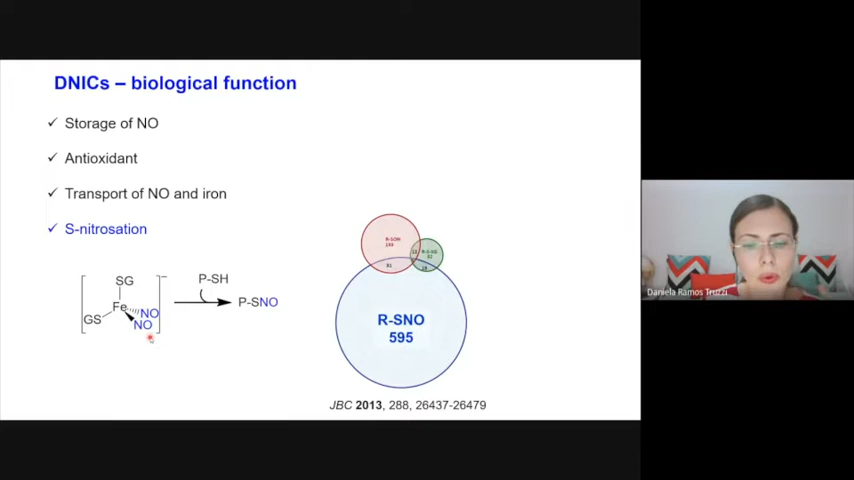 DNICs – biological function
✓ Storage of NO
✓ Antioxidant
✓ Transport of NO and iron
✓ S-nitrosation
SG
Fe
NO
NO
GS
–
P-SH
P-SNO
R-SOH
R-SNO
595
JBC 2013, 288, 26437-26479
Daniela Ramos Truzzi